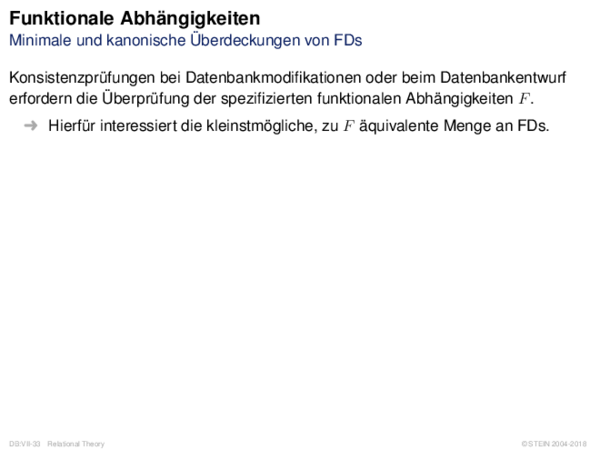 Funktionale Abhängigkeiten
Minimale und kanonische Überdeckungen von FDs
Konsistenzprüfungen bei Datenbankmodifikationen oder beim Datenbankentwurf
erfordern die Überprüfung der spezifizierten funktionalen Abhängigkeiten F.
➜ Hierfür interessiert die kleinstmögliche, zu F äquivalente Menge an FDs.
DB:VII-33 Relational Theory © STEIN 2004-2018